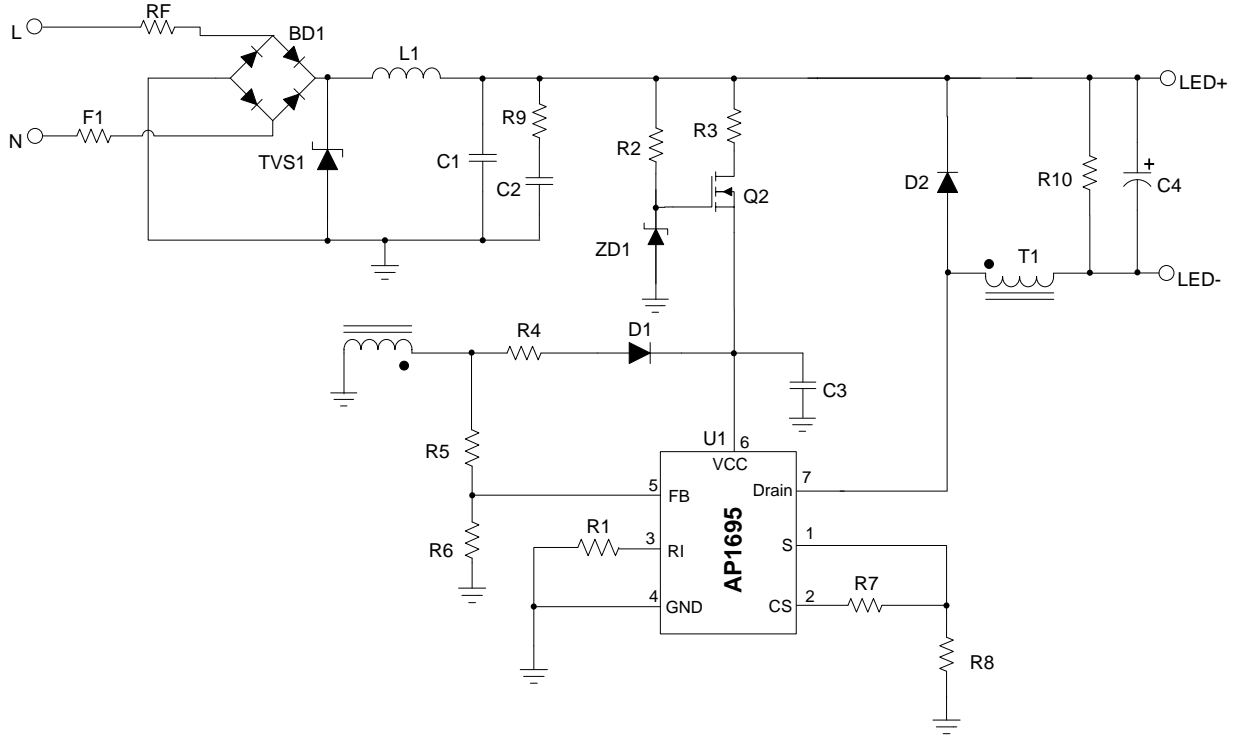 RF
L
BD1
L1
LED+
F1
N
R9
R3
R2
TVS1
C1
C2
Q2
D2
R10
+
C4
ZD1
T1
LED-
R4
D1
C3
U1
6
VCC
R5
5
FB
Drain
7
R1
3
RI
AP1695
S
1
R6
4
GND
CS
2
R7
R8